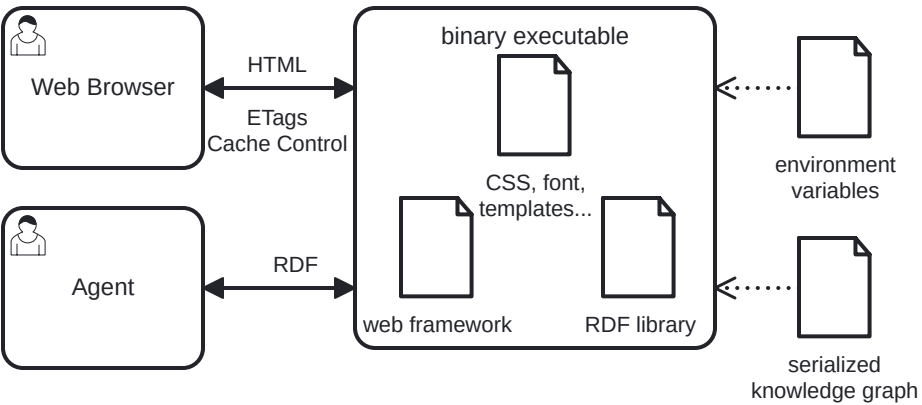 Web Browser
HTML
ETags
Cache Control
binary executable
CSS, font,
templates...
environment
variables
Agent
RDF
web framework
RDF library
serialized
knowledge graph